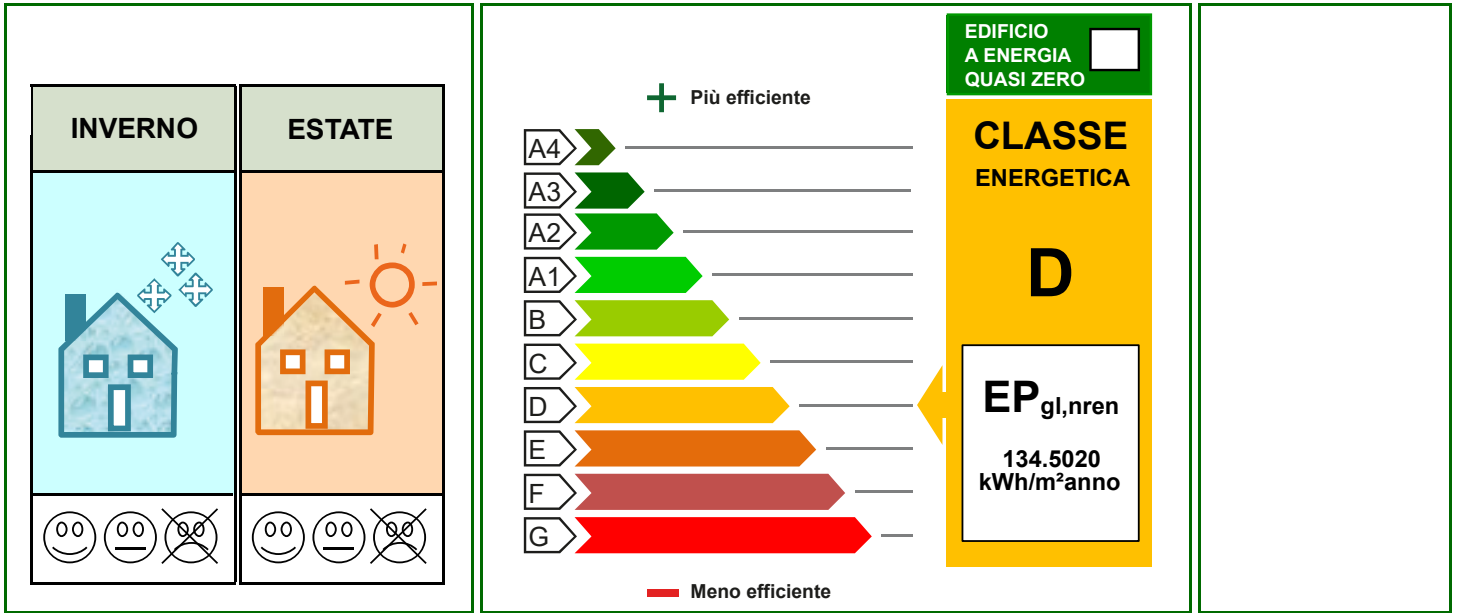 INVERNO
ESTATE
Più efficiente
A4
A3
A2
A1
B
C
D
E
F
G
Meno efficiente
EDIFICIO
A ENERGIA
QUASI ZERO
CLASSE
ENERGETICA
D
EPgl,nren
134.5020
kWh/m²anno